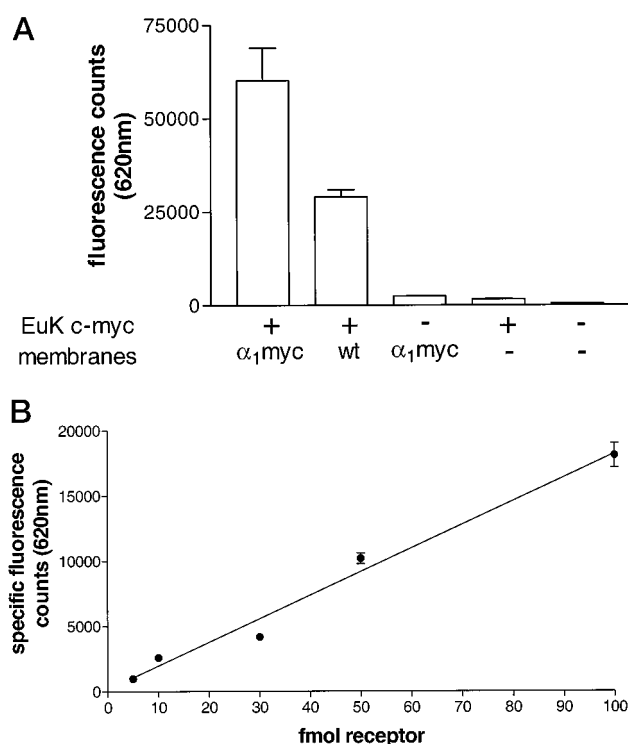 A
fluorescence counts
(620nm)
75000
50000
25000
0
EuK c-myc + + - + -
membranes α₁myc wt α₁myc - -
B
specific fluorescence
counts (620nm)
20000
15000
10000
5000
0
0 10 20 30 40 50 60 70 80 90 100
fmol receptor